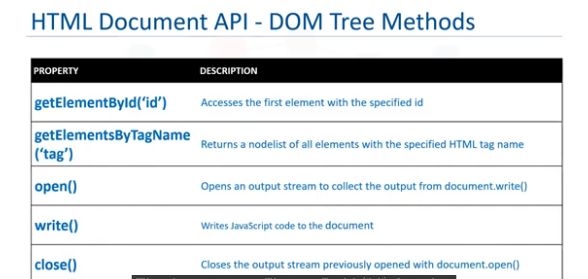 HTML Document API - DOM Tree Methods
PROPERTY DESCRIPTION
getElementById(‘id’) Accesses the first element with the specified id
getElementsByTagName
(‘tag’) Returns a nodelist of all elements with the specified HTML tag name
open() Opens an output stream to collect the output from document.write()
write() Writes JavaScript code to the document
close() Closes the output stream previously opened with document.open()